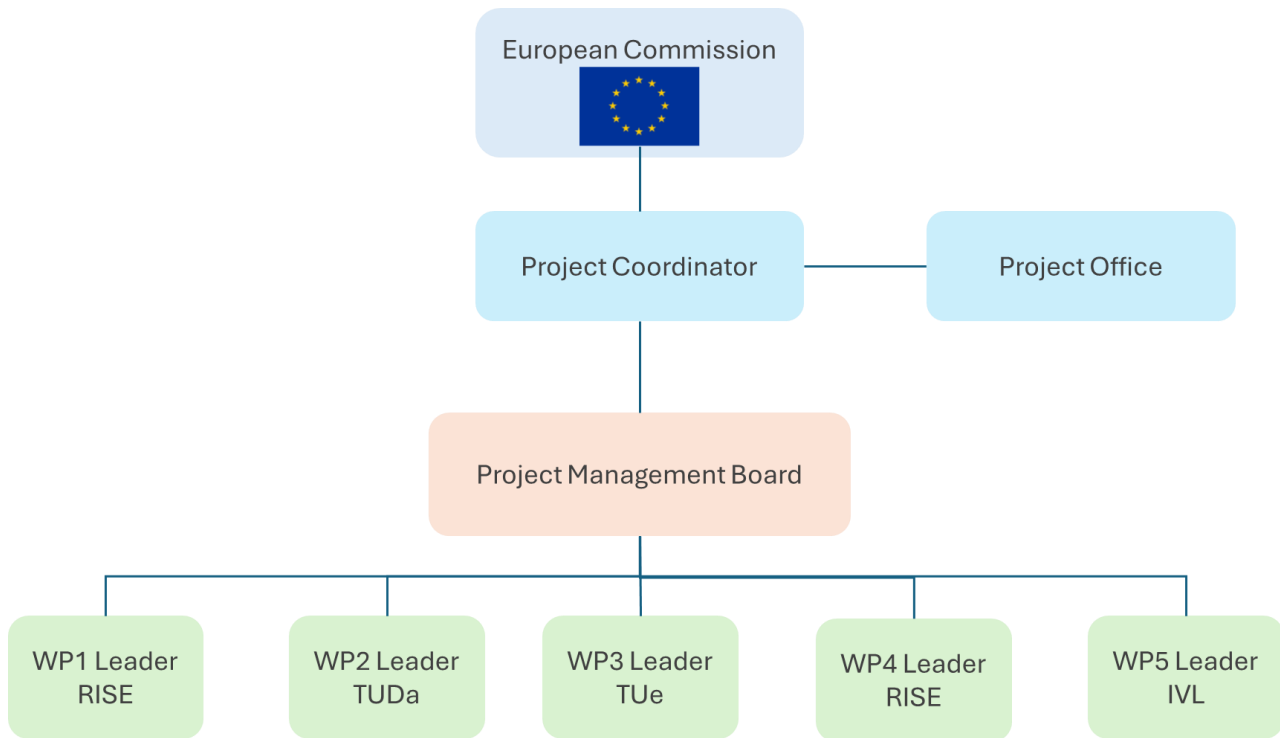 European Commission
Project Coordinator
Project Office
Project Management Board
WP1 Leader
RISE
WP2 Leader
TUDa
WP3 Leader
TUe
WP4 Leader
RISE
WP5 Leader
IVL